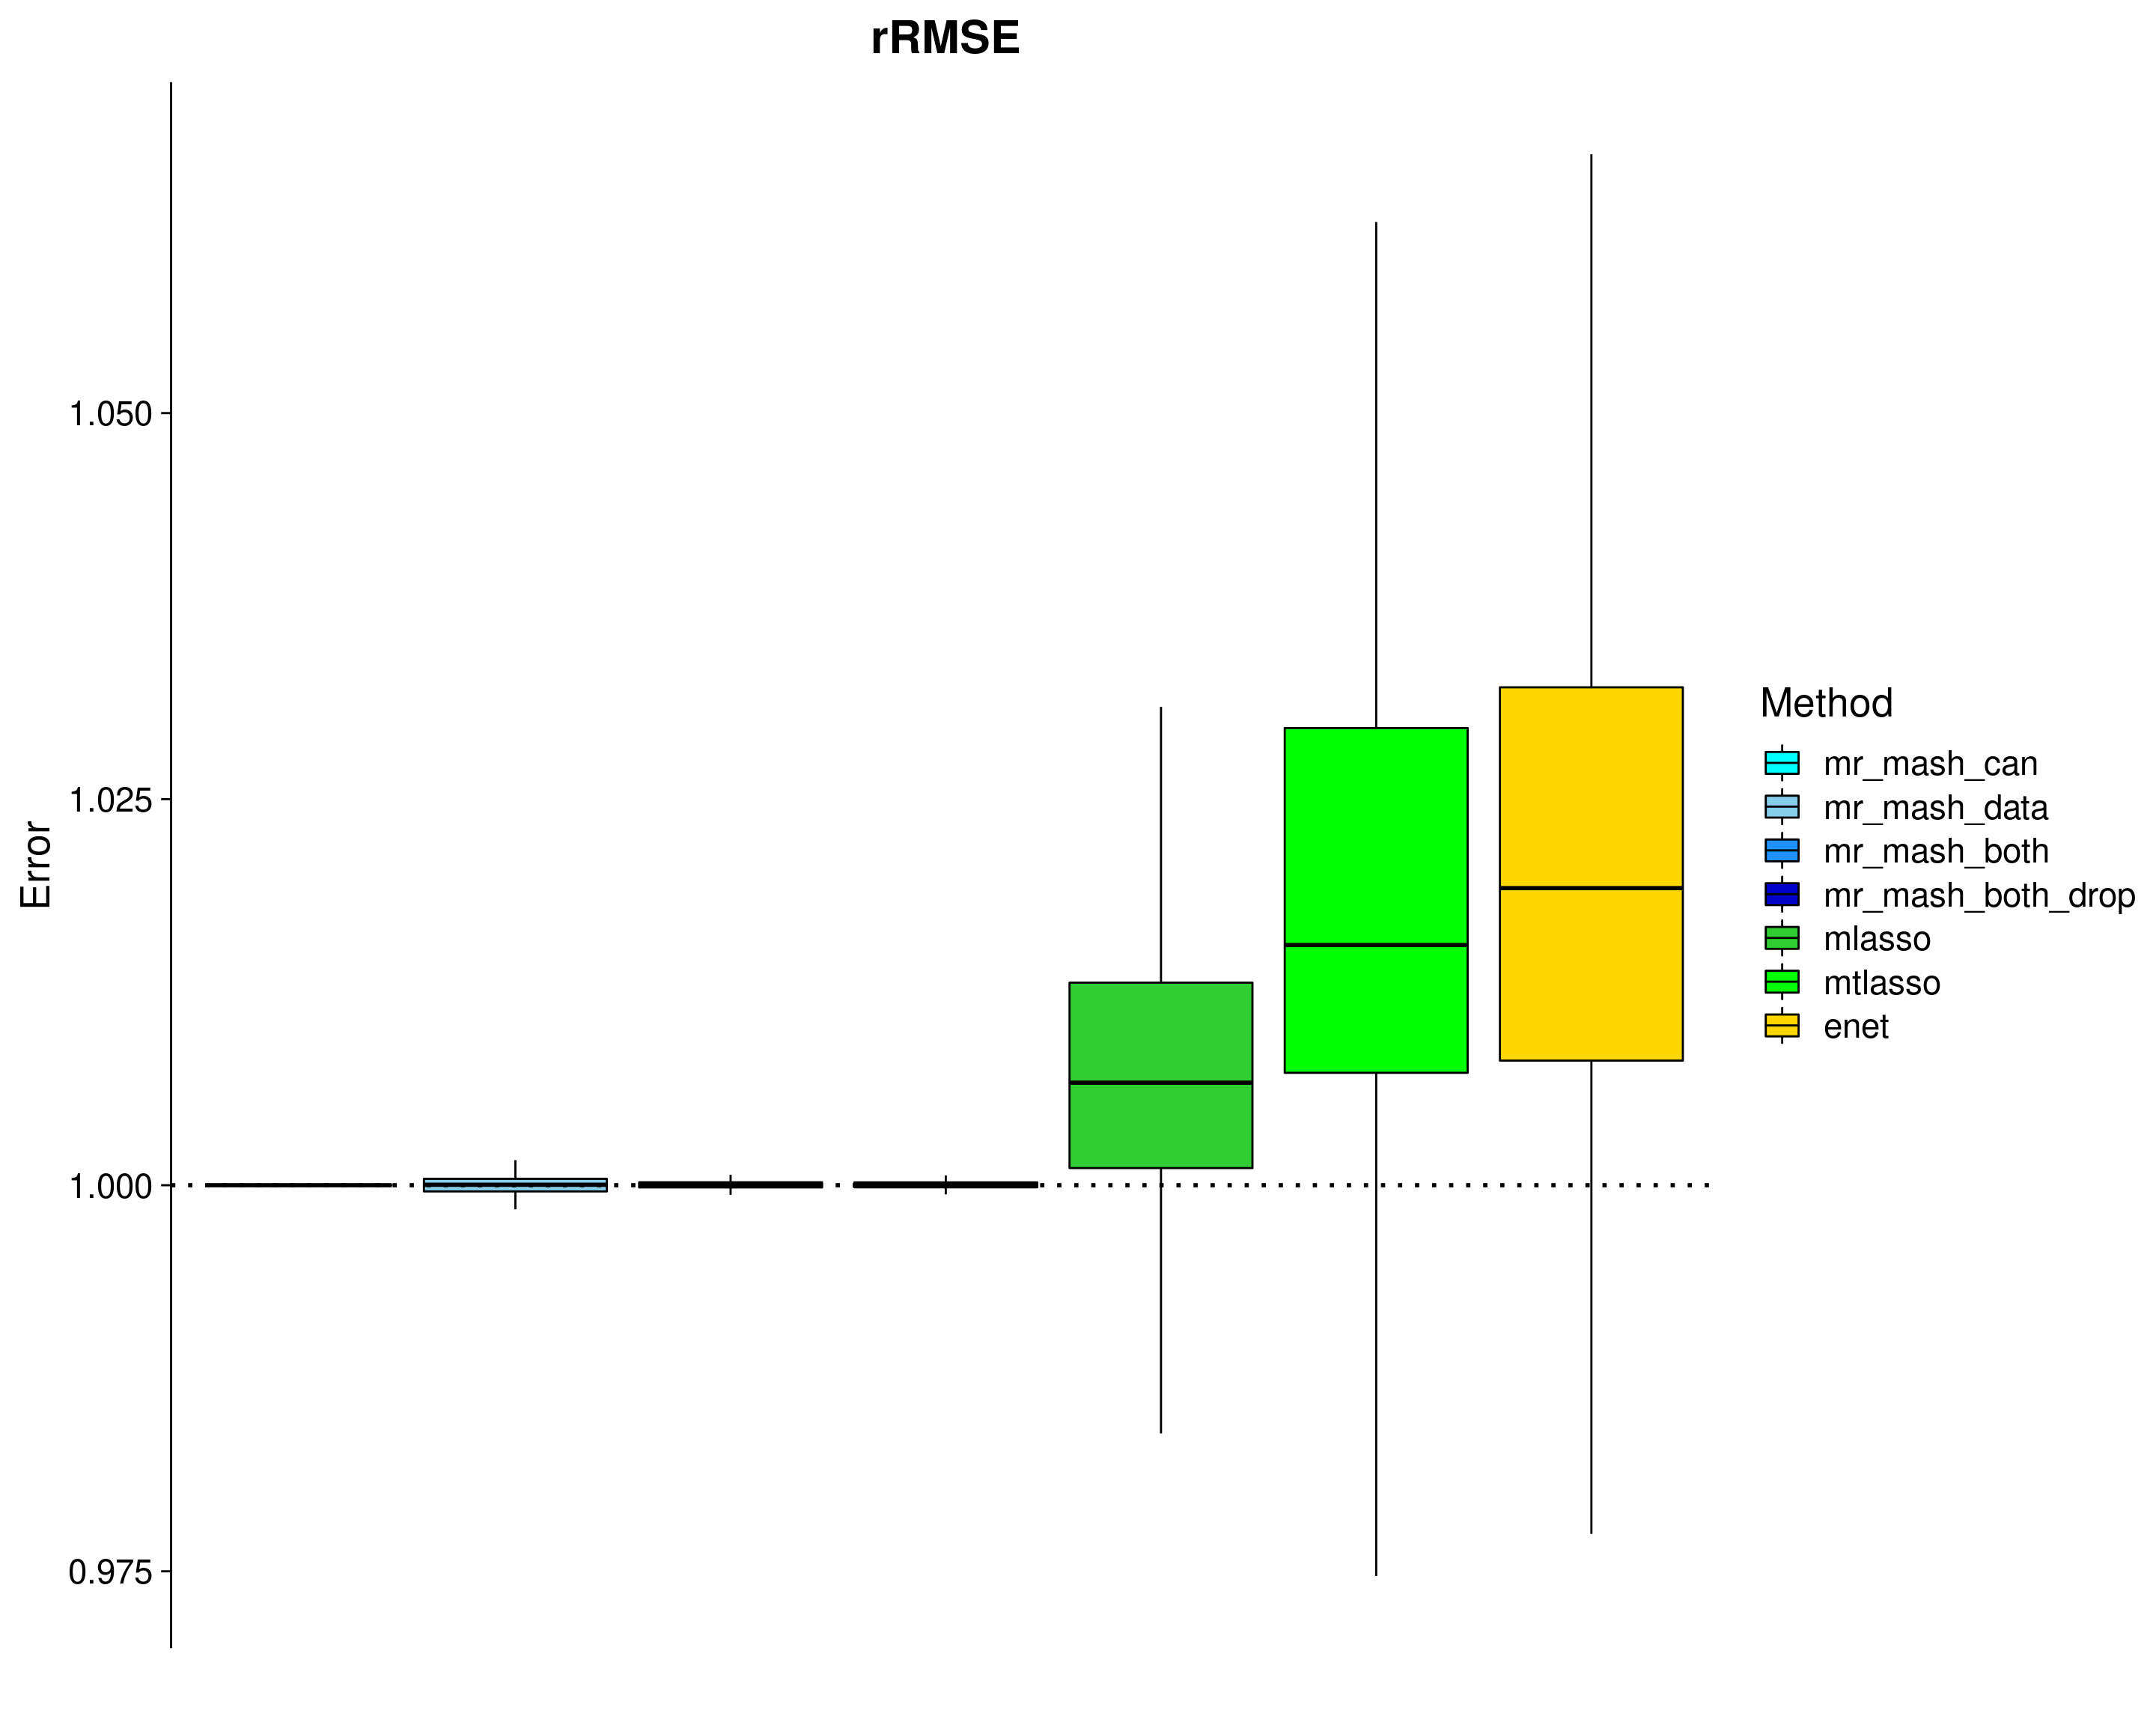 rRMSE
Error
1.050
1.025
1.000
0.975
Method
mr_mash_can
mr_mash_data
mr_mash_both
mr_mash_both_drop
mlasso
mtlasso
enet